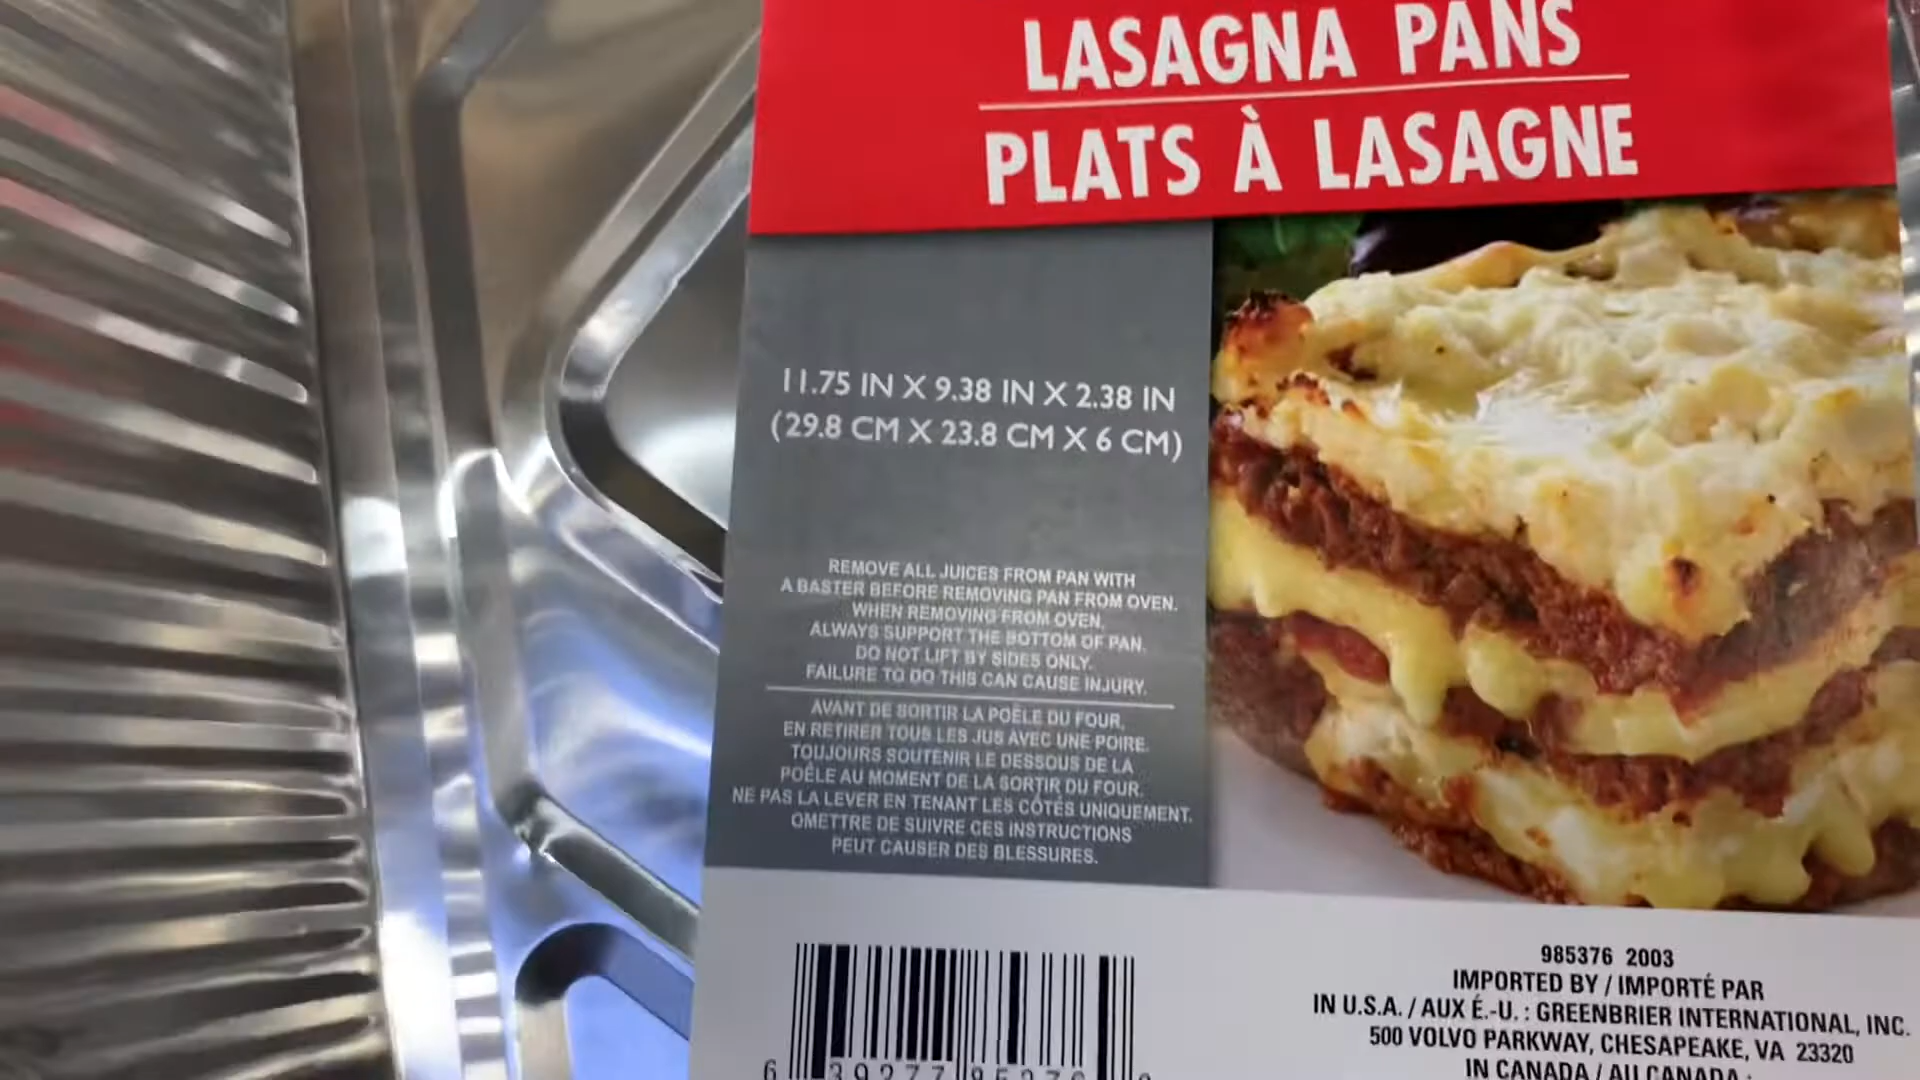 LASAGNA PANS
PLATS À LASAGNE
11.75 IN X 9.38 IN X 2.38 IN
(29.8 CM X 23.8 CM X 6 CM)
REMOVE ALL JUICES FROM PAN WITH
A BASTER BEFORE REMOVING PAN FROM OVEN.
WHEN REMOVING FROM OVEN,
ALWAYS SUPPORT THE BOTTOM OF PAN.
DO NOT LIFT BY SIDES ONLY.
FAILURE TO DO THIS CAN CAUSE INJURY.
AVANT DE SORTIR LA POÊLE DU FOUR,
EN RETIRER TOUS LES JUS AVEC UNE POIRE.
TOUJOURS SOUTENIR LE DESSOUS DE LA
POÊLE AU MOMENT DE LA SORTIR DU FOUR.
NE PAS LA LEVER EN TENANT LES CÔTÉS UNIQUEMENT.
OMETTRE DE SUIVRE CES INSTRUCTIONS
PEUT CAUSER DES BLESSURES.
985376 2003
IMPORTED BY / IMPORTÉ PAR
IN U.S.A. / AUX É.-U. : GREENBRIER INTERNATIONAL, INC.
500 VOLVO PARKWAY, CHESAPEAKE, VA 23320
IN CANADA / AU CANADA :